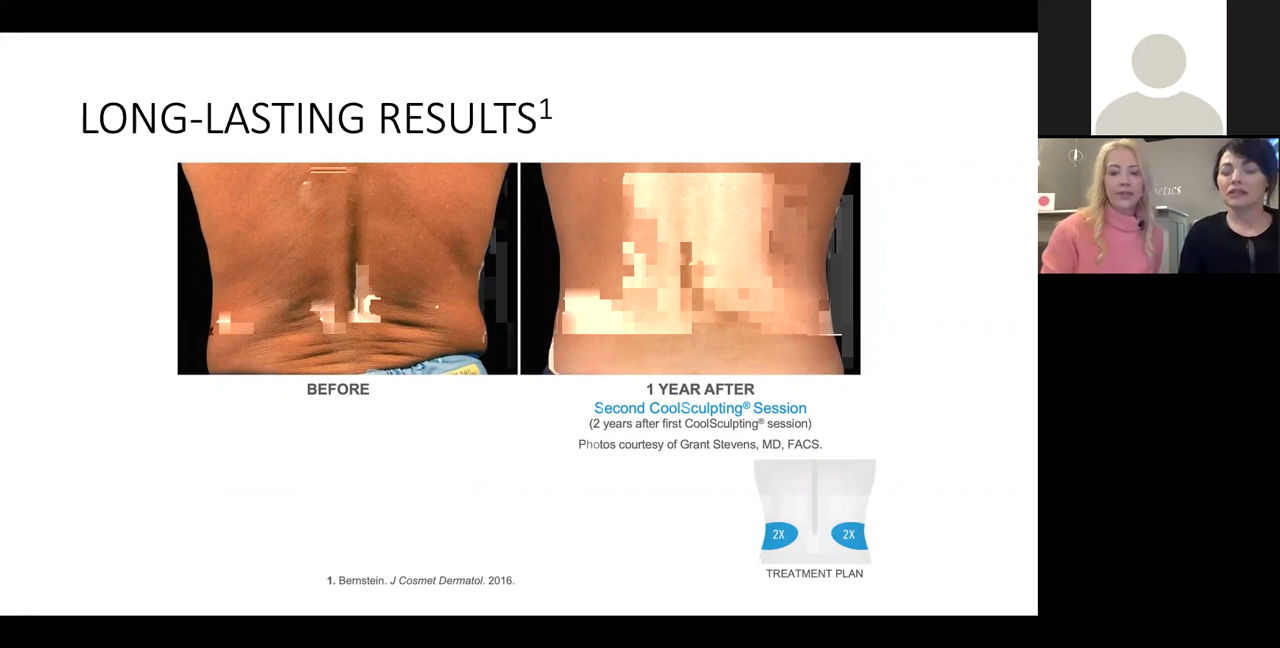 LONG-LASTING RESULTS1
BEFORE
1 YEAR AFTER
Second CoolSculpting® Session
(2 years after first CoolSculpting® session)
Photos courtesy of Grant Stevens, MD, FACS.
2X
2X
TREATMENT PLAN
1. Bernstein. J Cosmet Dermatol. 2016.